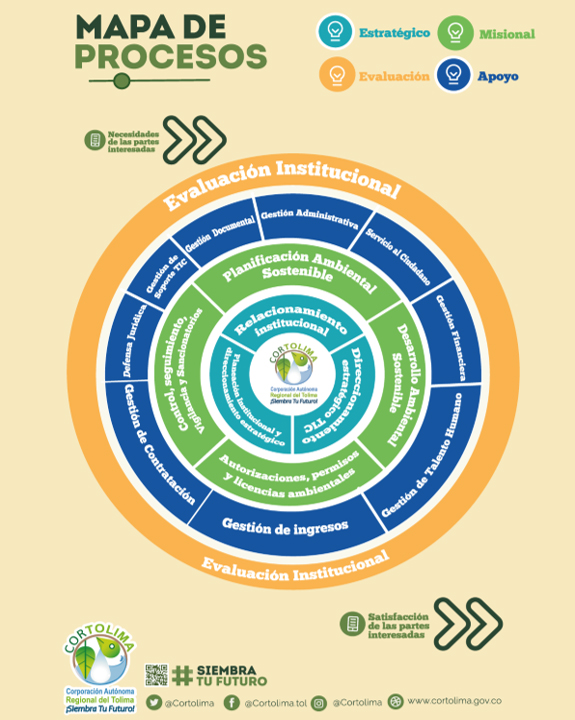 MAPA DE
PROCESOS
Estratégico
Misional
Evaluación
Apoyo
Necesidades
de las partes
interesadas
Evaluación Institucional
Gestión Documental
Gestión Administrativa
Servicio al Ciudadano
Gestión de
Soporte TIC
Planificación Ambiental
Sostenible
Defensa Jurídica
Gestión Financiera
Control, seguimiento,
Vigilancia y Sancionatorios
Relacionamiento
institucional
Desarrollo Ambiental
Sostenible
CORTOLIMA
Corporación Autónoma
Regional del Tolima
¡Siembra Tu Futuro!
Planeación Institucional y
direccionamiento estratégico
Direccionamiento
estratégico TIC
Gestión de Contratación
Autorizaciones, permisos
y licencias ambientales
Gestión de Talento Humano
Gestión de ingresos
Evaluación Institucional
Satisfacción
de las partes
interesadas
CORTOLIMA
Corporación Autónoma
Regional del Tolima
¡Siembra Tu Futuro!
#SIEMBRA
TU FUTURO
@Cortolima
@Cortolima.tol
@Cortolima
www.cortolima.gov.co